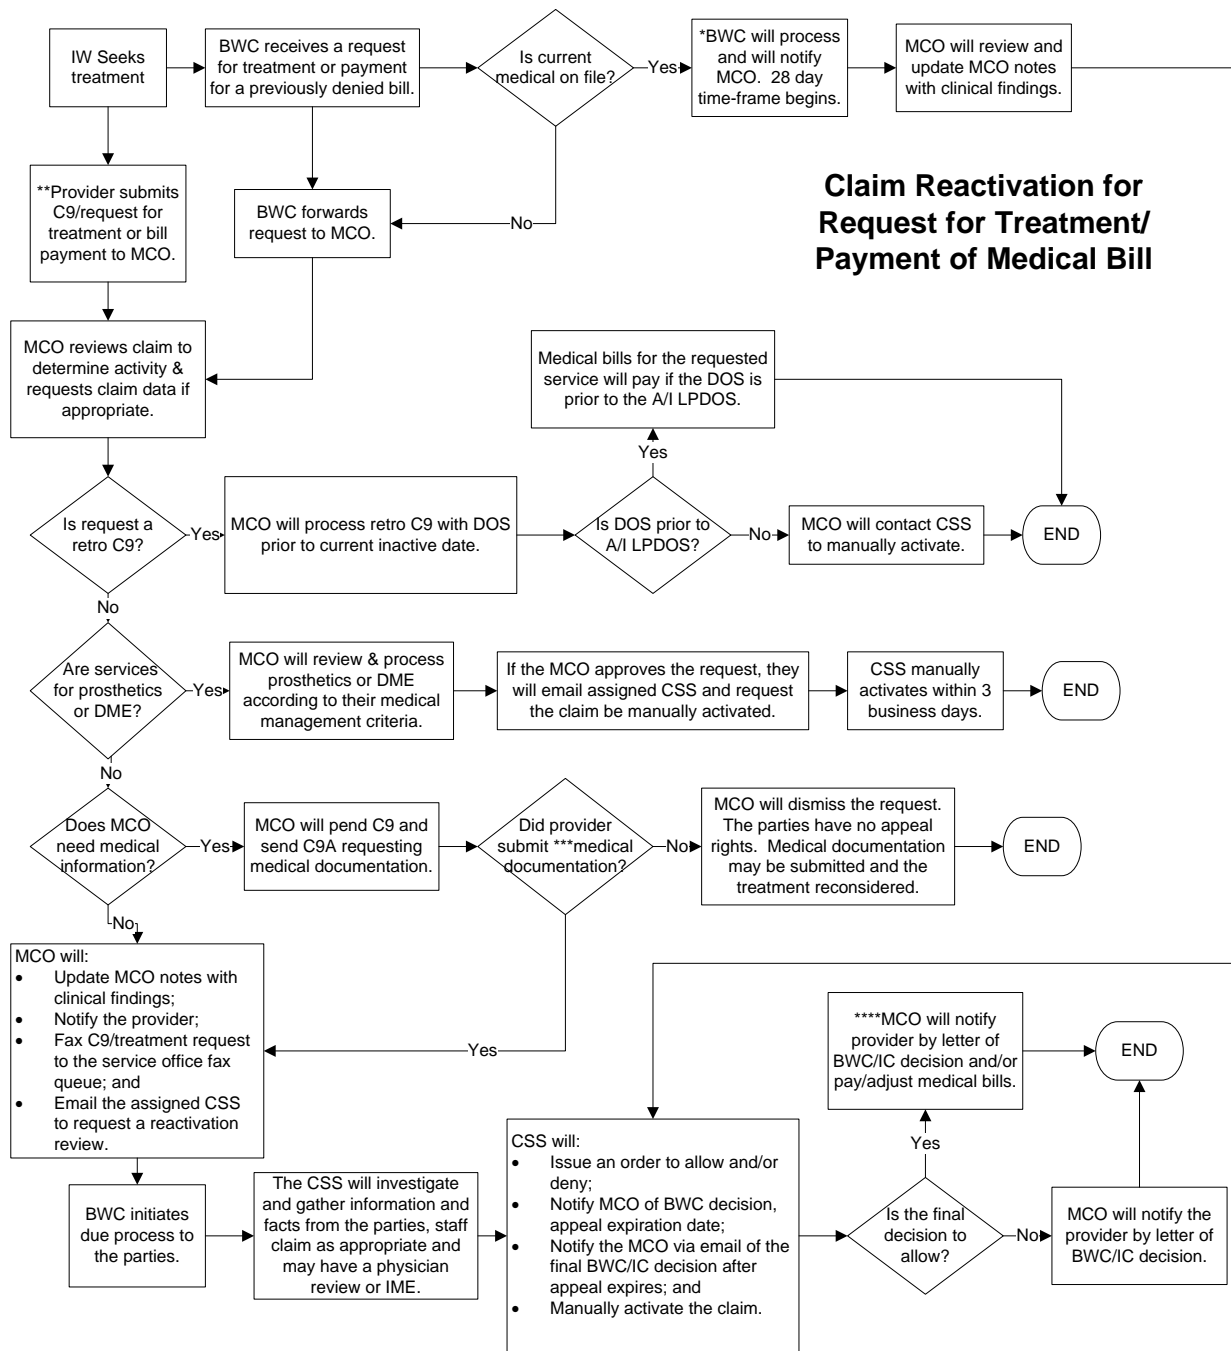 IW Seeks
treatment
BWC receives a request
for treatment or payment
for a previously denied bill.
Is current
medical on file?
Yes
*BWC will process
and will notify
MCO.  28 day
time-frame begins.
MCO will review and
update MCO notes
with clinical findings.
**Provider submits
C9/request for
treatment or bill
payment to MCO.
BWC forwards
request to MCO.
No
Claim Reactivation for
Request for Treatment/
Payment of Medical Bill
MCO reviews claim to
determine activity &
requests claim data if
appropriate.
Medical bills for the requested
service will pay if the DOS is
prior to the A/I LPDOS.
Yes
Is request a
retro C9?
Yes
MCO will process retro C9 with DOS
prior to current inactive date.
Is DOS prior to
A/I LPDOS?
No
MCO will contact CSS
to manually activate.
END
No
Are services
for prosthetics
or DME?
Yes
MCO will review & process
prosthetics or DME
according to their medical
management criteria.
If the MCO approves the request, they
will email assigned CSS and request
the claim be manually activated.
CSS manually
activates within 3
business days.
END
No
Does MCO
need medical
information?
Yes
MCO will pend C9 and
send C9A requesting
medical documentation.
Did provider
submit ***medical
documentation?
No
MCO will dismiss the request.
The parties have no appeal
rights.  Medical documentation
may be submitted and the
treatment reconsidered.
END
No
MCO will:
• Update MCO notes with
clinical findings;
• Notify the provider;
• Fax C9/treatment request
to the service office fax
queue; and
• Email the assigned CSS
to request a reactivation
review.
Yes
****MCO will notify
provider by letter of
BWC/IC decision and/or
pay/adjust medical bills.
END
Yes
BWC initiates
due process to
the parties.
The CSS will investigate
and gather information and
facts from the parties, staff
claim as appropriate and
may have a physician
review or IME.
CSS will:
• Issue an order to allow and/or
deny;
• Notify MCO of BWC decision,
appeal expiration date;
• Notify the MCO via email of the
final BWC/IC decision after
appeal expires; and
• Manually activate the claim.
Is the final
decision to
allow?
No
MCO will notify the
provider by letter of
BWC/IC decision.